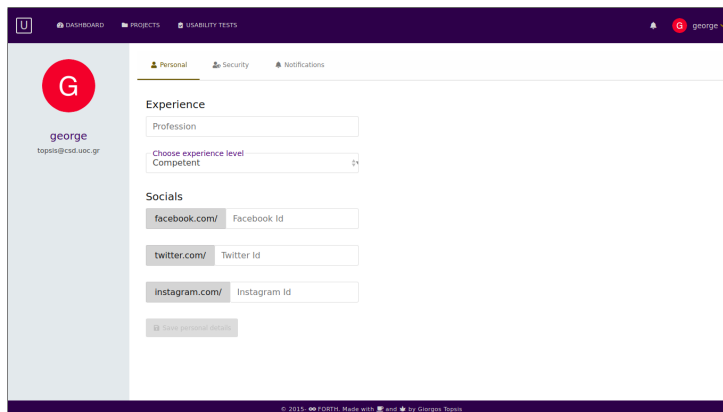 U DASHBOARD PROJECTS USABILITY TESTS G george
Personal Security Notifications
G
george
topsis@csd.uoc.gr
Experience
Profession
Choose experience level
Competent
Socials
facebook.com/ Facebook Id
twitter.com/ Twitter Id
instagram.com/ Instagram Id
Save personal details
© 2015- FORTH. Made with and by Giorgos Topsis